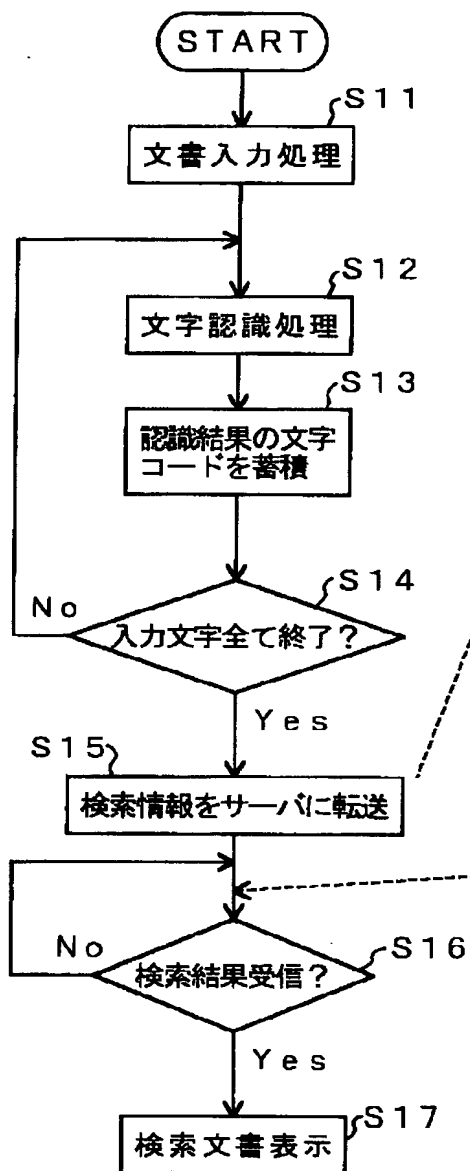 START
S11
文書入力処理
S12
文字認識処理
S13
認識結果の文字
コードを蓄積
S14
No
入力文字全て終了？
Yes
S15
検索情報をサーバに転送
No
S16
検索結果受信？
Yes
S17
検索文書表示